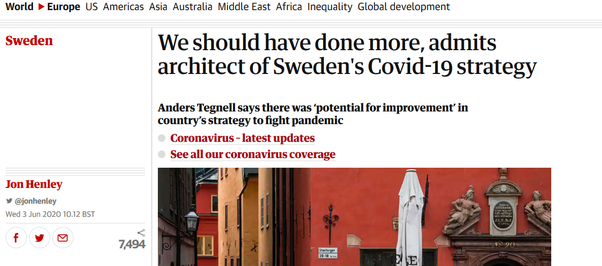 World Europe US Americas Asia Australia Middle East Africa Inequality Global development
Sweden
We should have done more, admits
architect of Sweden's Covid-19 strategy
Anders Tegnell says there was ‘potential for improvement’ in
country’s strategy to fight pandemic
Coronavirus – latest updates
See all our coronavirus coverage
Jon Henley
@jonhenley
Wed 3 Jun 2020 10.12 BST
7,494